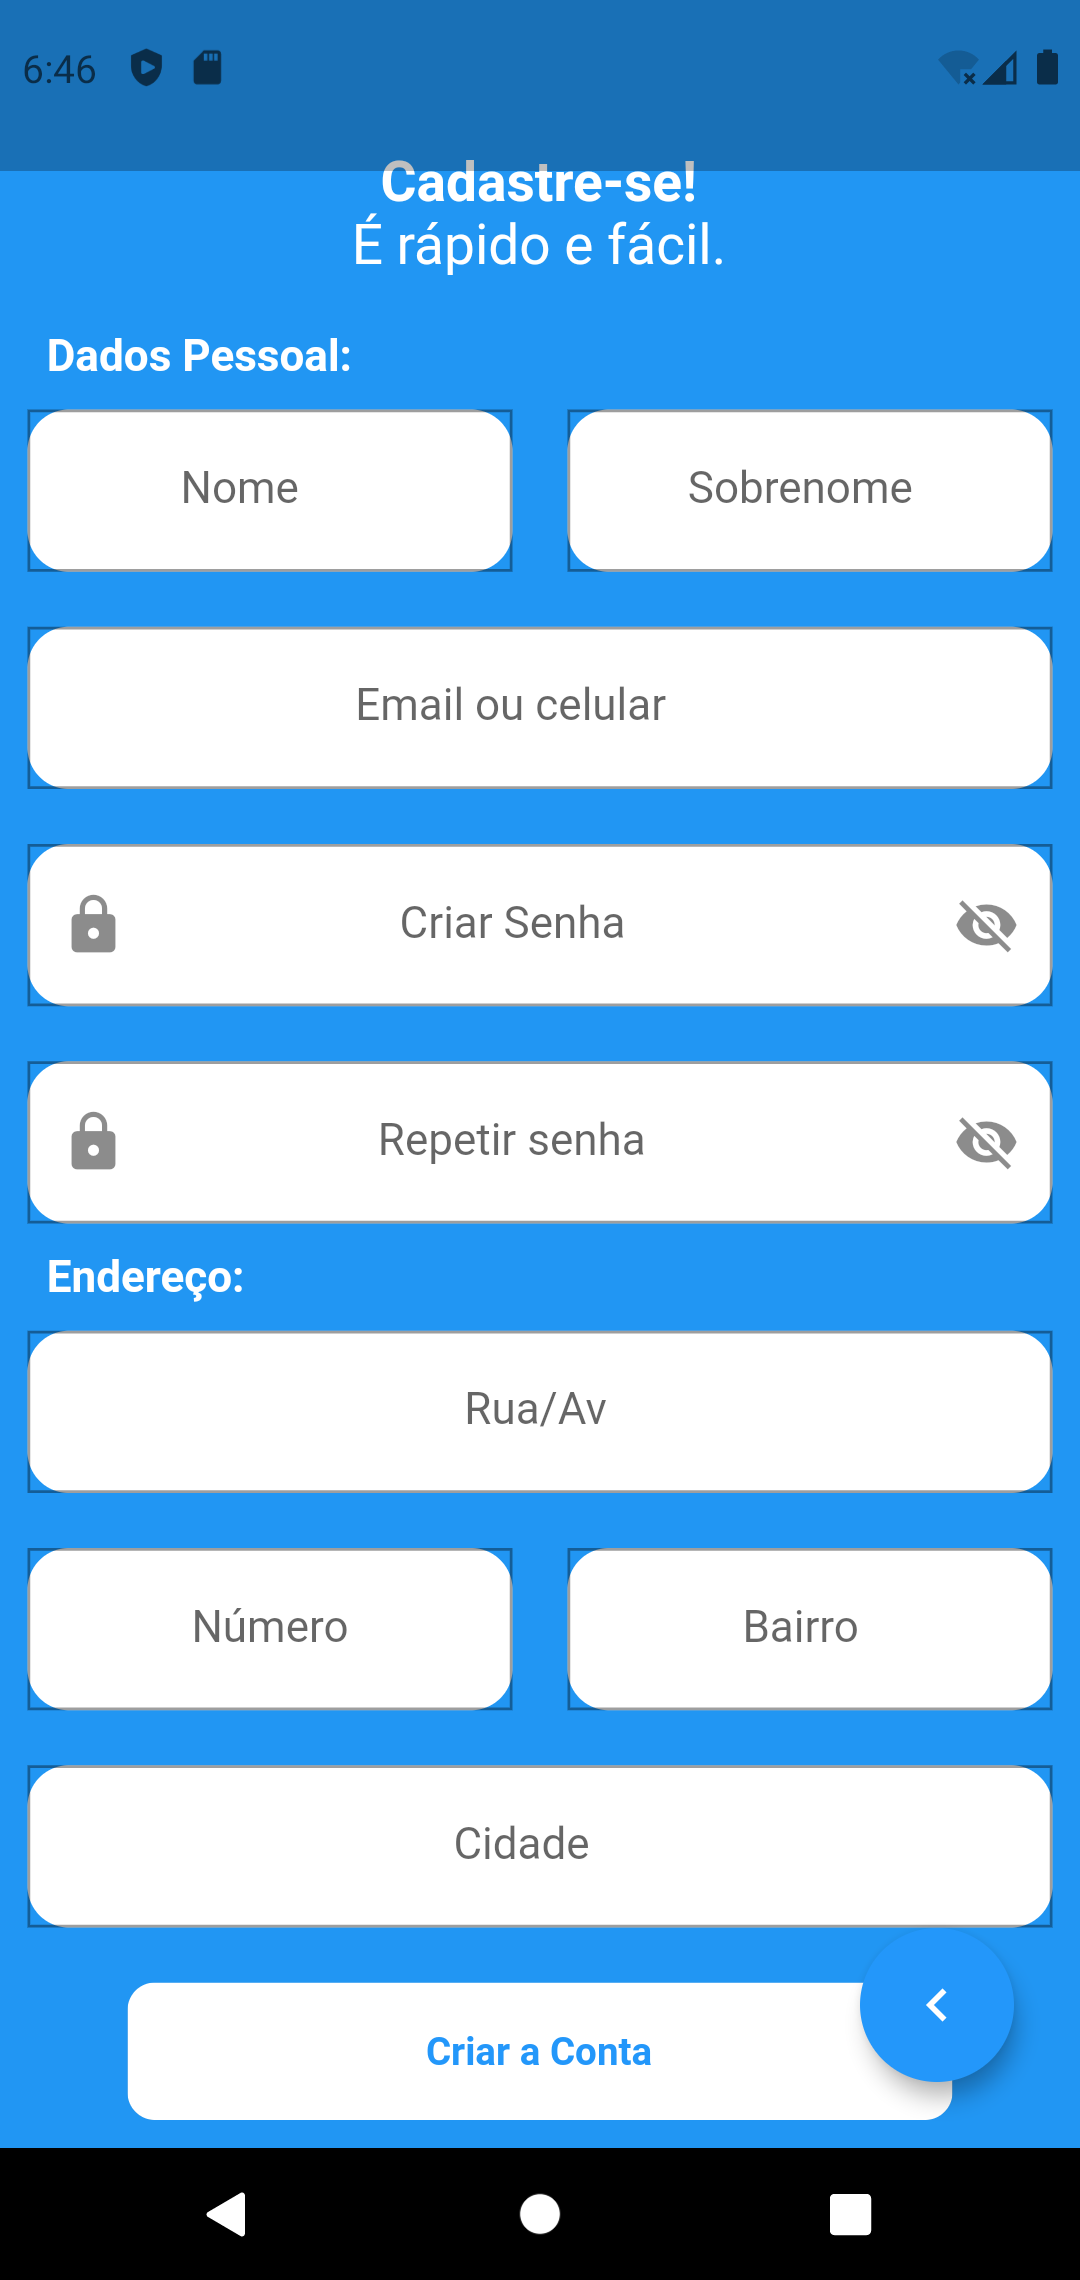 6:46
Cadastre-se!
É rápido e fácil.
Dados Pessoal:
Nome
Sobrenome
Email ou celular
Criar Senha
Repetir senha
Endereço:
Rua/Av
Número
Bairro
Cidade
Criar a Conta